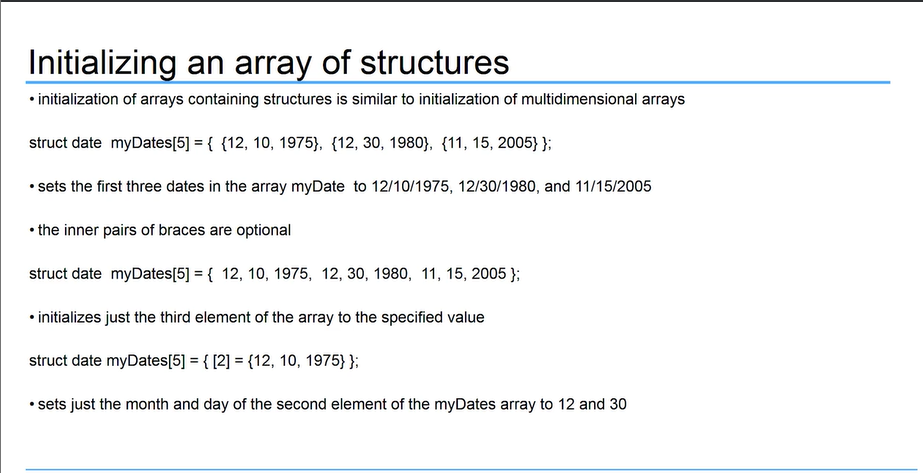 Initializing an array of structures
• initialization of arrays containing structures is similar to initialization of multidimensional arrays
struct date  myDates[5] = {  {12, 10, 1975},  {12, 30, 1980},  {11, 15, 2005} };
• sets the first three dates in the array myDate  to 12/10/1975, 12/30/1980, and 11/15/2005
• the inner pairs of braces are optional
struct date  myDates[5] = {  12, 10, 1975,  12, 30, 1980,  11, 15, 2005 };
• initializes just the third element of the array to the specified value
struct date myDates[5] = { [2] = {12, 10, 1975} };
• sets just the month and day of the second element of the myDates array to 12 and 30